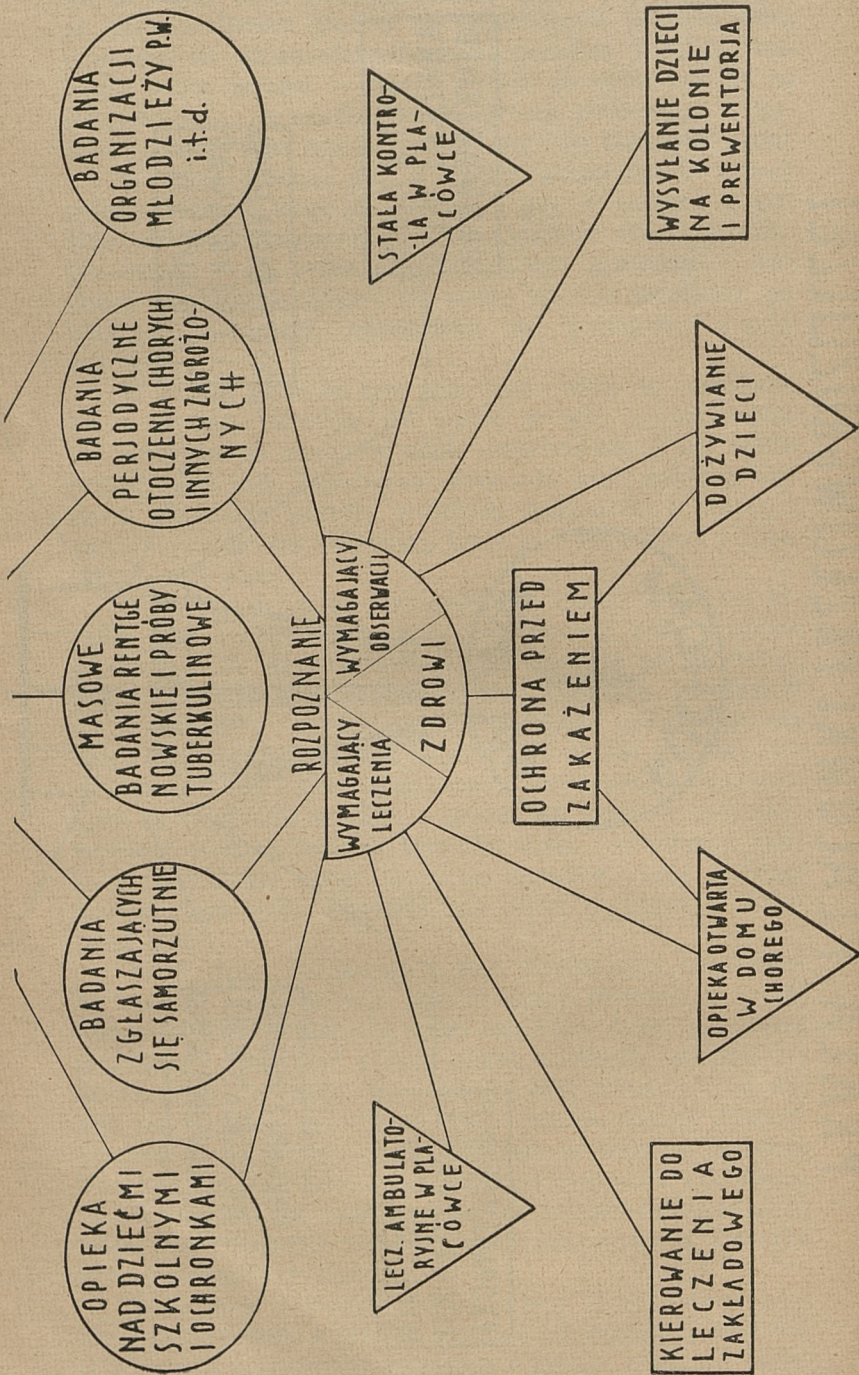 OPIEKA
NAD DZIEĆMI
SZKOLNYMI
I OCHRONKAMI
BADANIA
ZGŁASZAJĄCYCH
SIĘ SAMORZUTNIE
MASOWE
BADANIA RENTGE
NOWSKIE I PRÓBY
TUBERKULINOWE
BADANIA
PERJODYCZNE
OTOCZENIA CHORYCH
I INNYCH ZAGROŻO-
NYCH
BADANIA
ORGANIZACJI
MŁODZIEŻY P.W.
i.t.d.
ROZPOZNANIE
WYMAGAJĄCY
LECZENIA
ZDROWI
WYMAGAJĄCY
OBSERWACJI
LECZ. AMBULATO-
RYJNE W PLA-
CÓWCE
STAŁA KONTRO-
-LA W PLA-
CÓWCE
OCHRONA PRZED
ZAKAŻENIEM
KIEROWANIE DO
LECZENIA
ZAKŁADOWEGO
OPIEKA OTWARTA
W DOMU
CHOREGO
DOŻYWIANIE
DZIECI
WYSYŁANIE DZIECI
NA KOLONIE
I PREWENTORJA